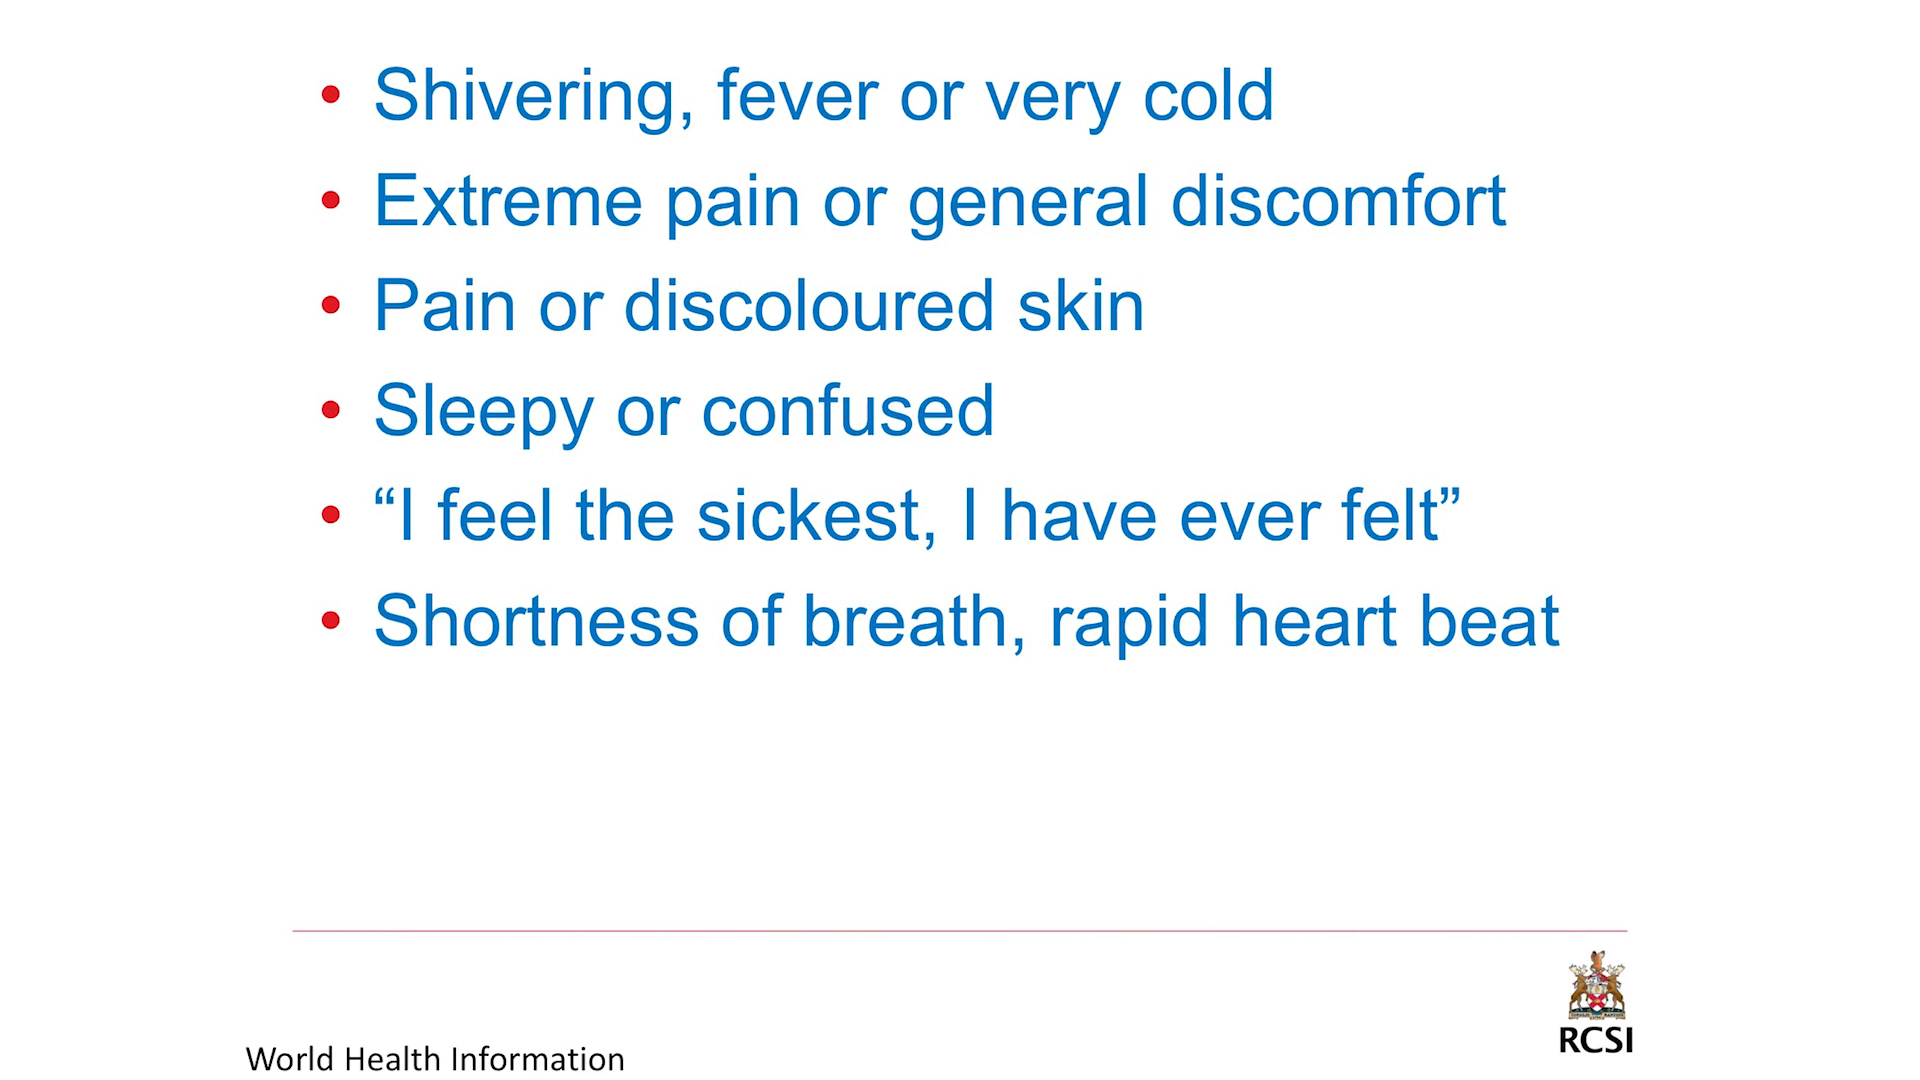 • Shivering, fever or very cold
• Extreme pain or general discomfort
• Pain or discoloured skin
• Sleepy or confused
• “I feel the sickest, I have ever felt”
• Shortness of breath, rapid heart beat
RCSI
World Health Information